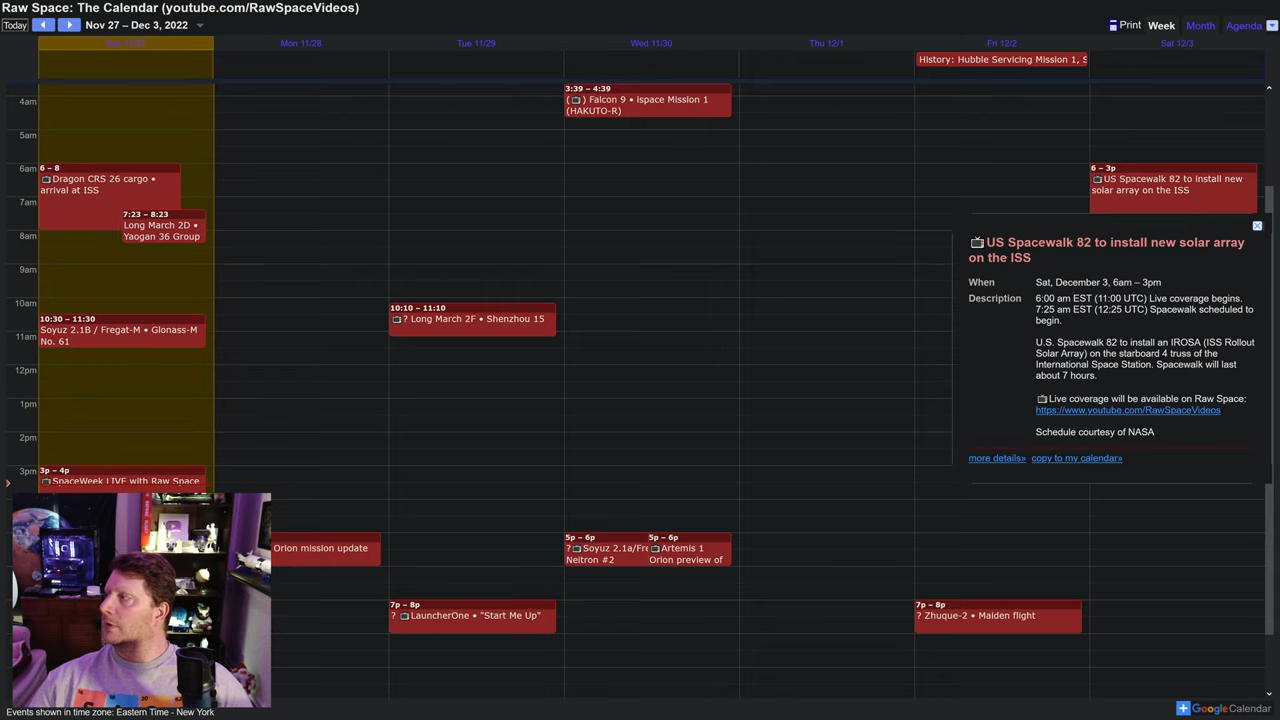 Raw Space: The Calendar (youtube.com/RawSpaceVideos)
Today Nov 27 – Dec 3, 2022 Print Week Month Agenda
Sun 11/27 Mon 11/28 Tue 11/29 Wed 11/30 Thu 12/1 Fri 12/2 Sat 12/3
History: Hubble Servicing Mission 1, S
4am
5am
6am
7am
8am
9am
10am
11am
12pm
1pm
2pm
3pm
6 – 8
Dragon CRS 26 cargo •
arrival at ISS
7:23 – 8:23
Long March 2D •
Yaogan 36 Group
10:30 – 11:30
Soyuz 2.1B / Fregat-M • Glonass-M
No. 61
3p – 4p
SpaceWeek LIVE with Raw Space
Orion mission update
10:10 – 11:10
? Long March 2F • Shenzhou 15
7p – 8p
? LauncherOne • "Start Me Up"
3:39 – 4:39
( ) Falcon 9 • ispace Mission 1
(HAKUTO-R)
5p – 6p
? Soyuz 2.1a/Fre
Neitron #2
5p – 6p
Artemis 1
Orion preview of
7p – 8p
? Zhuque-2 • Maiden flight
6 – 3p
US Spacewalk 82 to install new
solar array on the ISS
US Spacewalk 82 to install new solar array
on the ISS
When Sat, December 3, 6am – 3pm
Description 6:00 am EST (11:00 UTC) Live coverage begins.
7:25 am EST (12:25 UTC) Spacewalk scheduled to
begin.
U.S. Spacewalk 82 to install an IROSA (ISS Rollout
Solar Array) on the starboard 4 truss of the
International Space Station. Spacewalk will last
about 7 hours.
Live coverage will be available on Raw Space:
https://www.youtube.com/RawSpaceVideos
Schedule courtesy of NASA
more details» copy to my calendar»
Events shown in time zone: Eastern Time - New York
GoogleCalendar